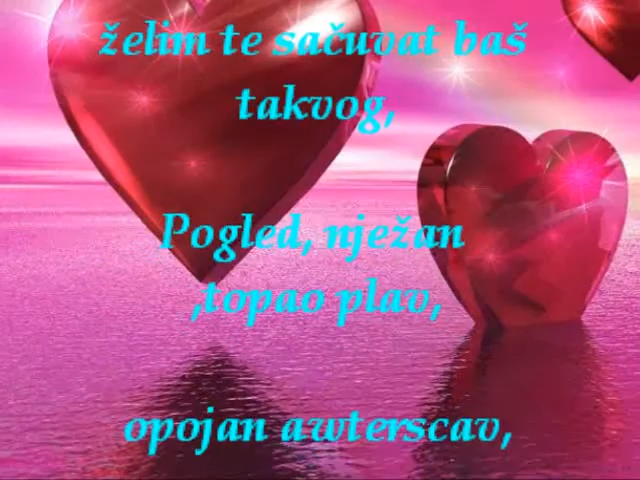 želim te sačuvat baš
takvog,
Pogled, nježan
,topao plav,
opojan awterscav,